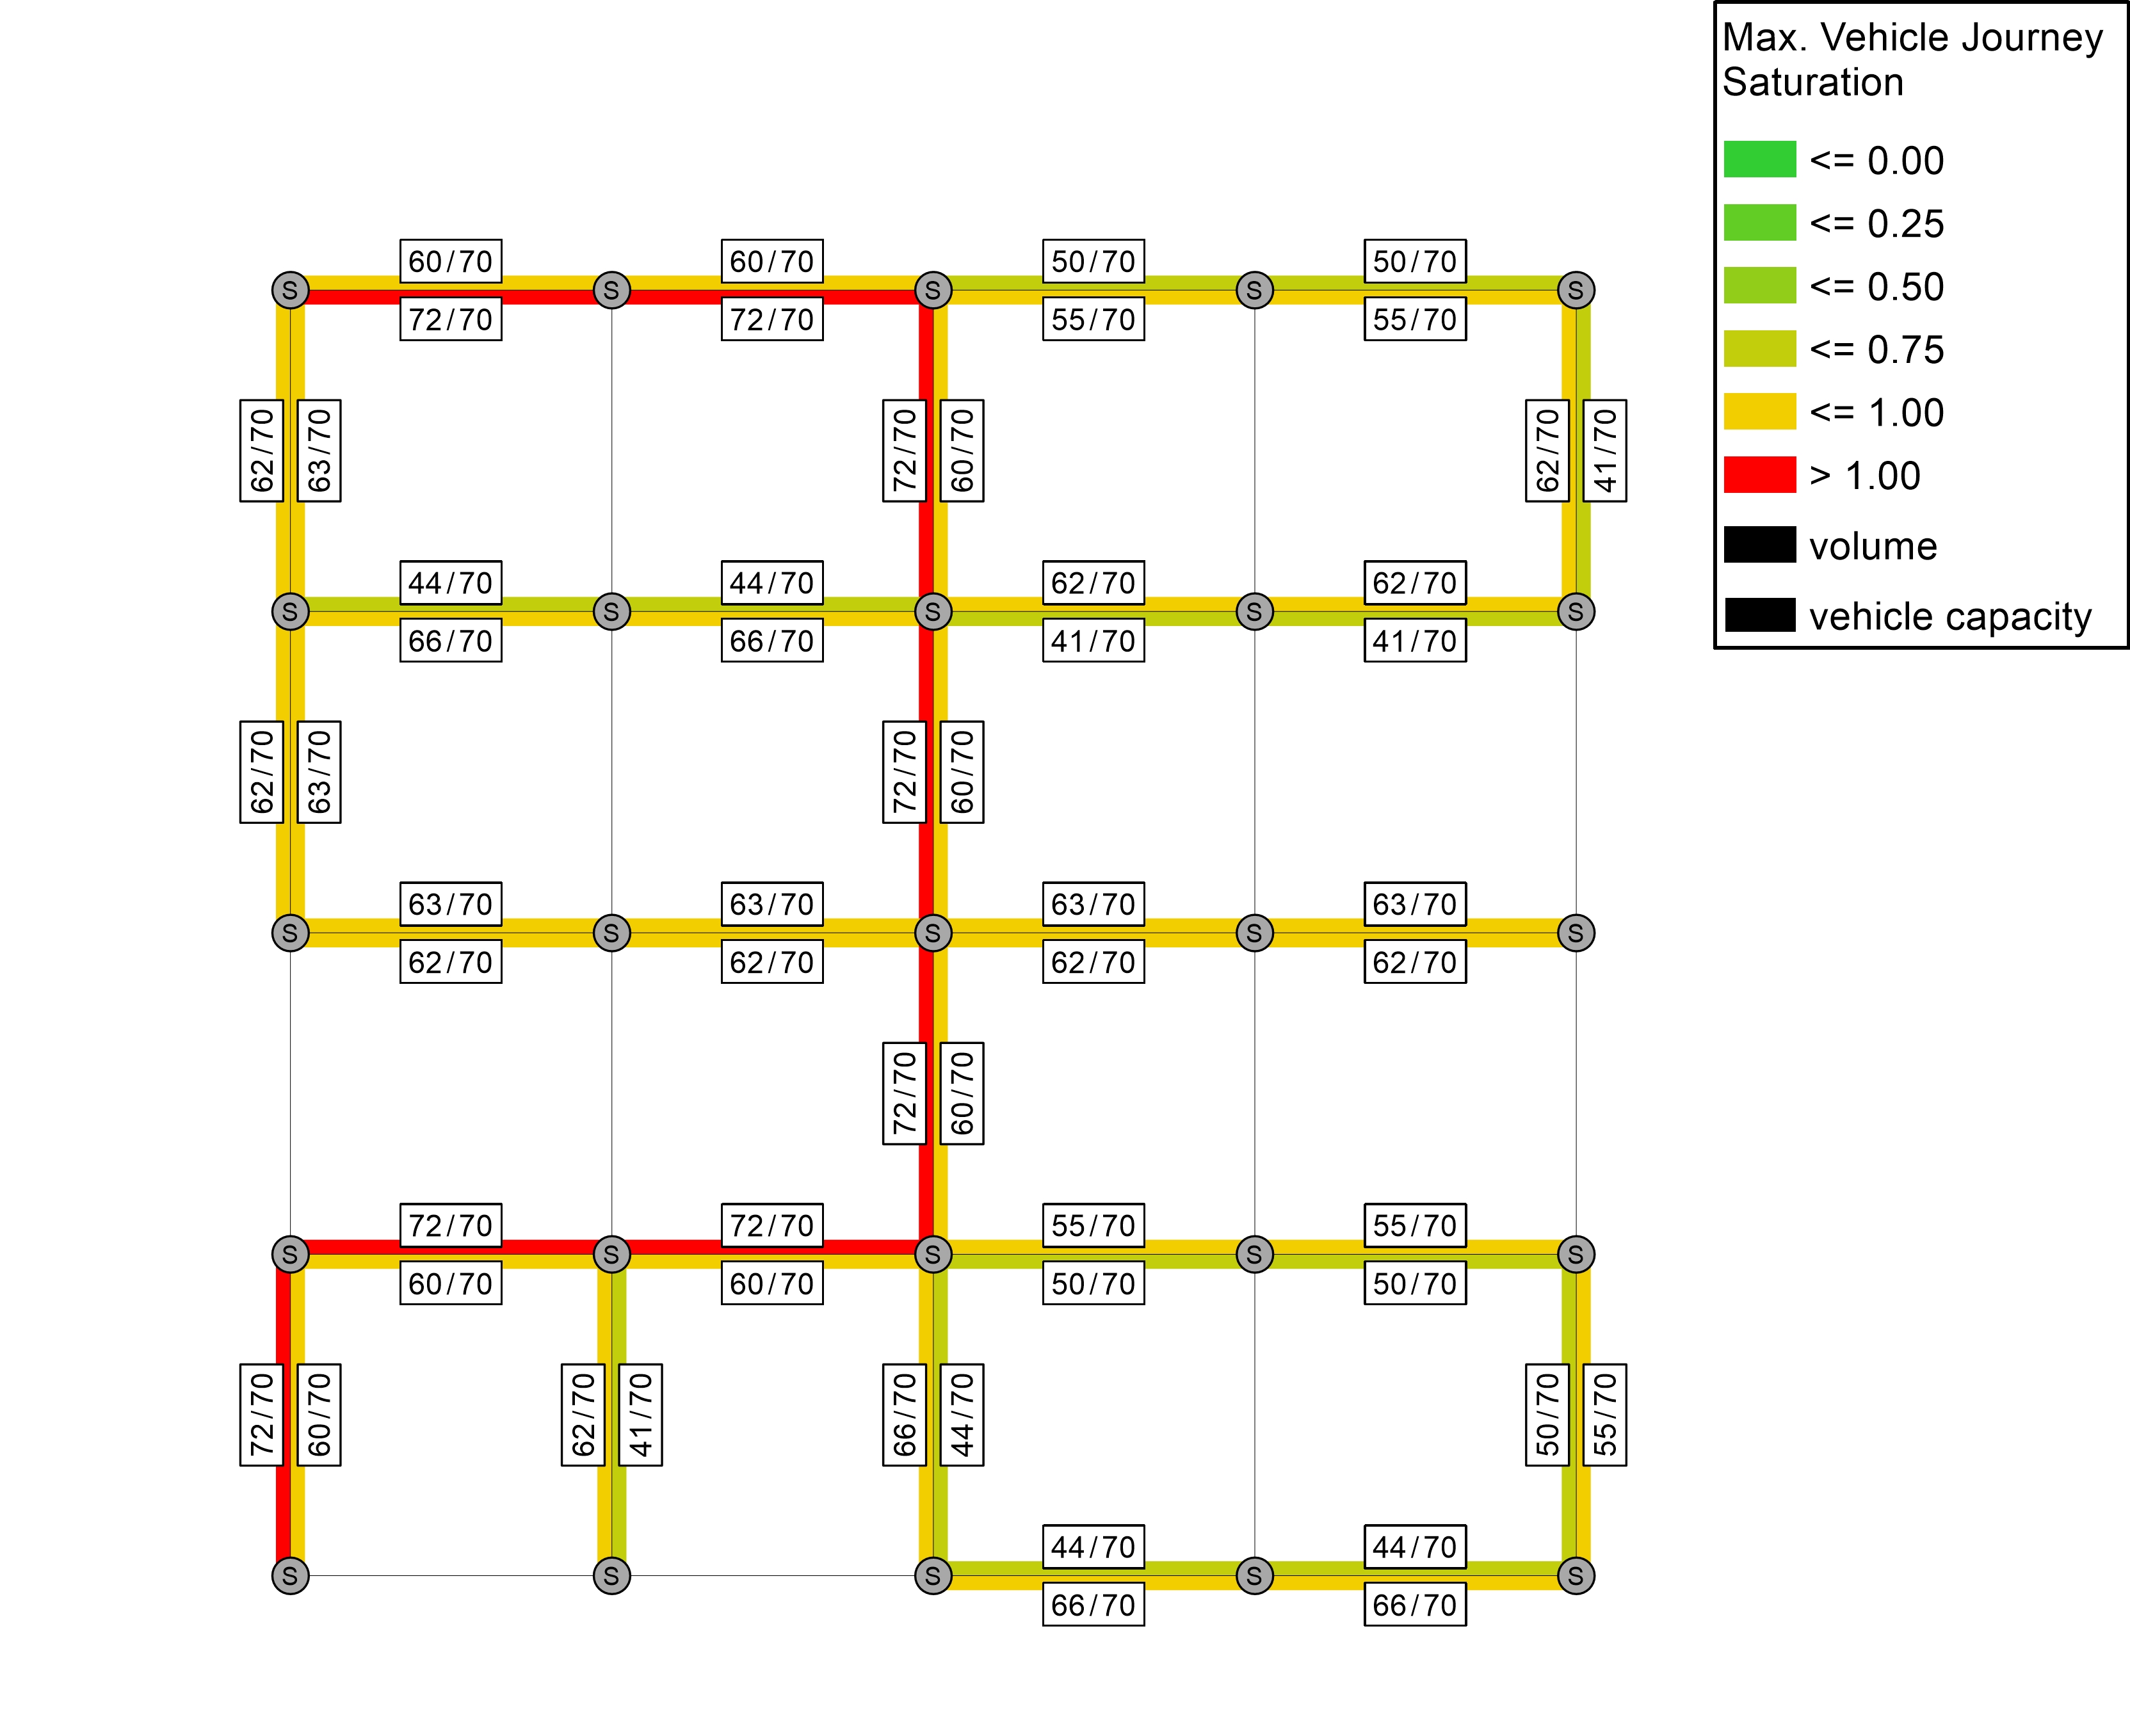 Max. Vehicle Journey
Saturation
<= 0.00
<= 0.25
<= 0.50
<= 0.75
<= 1.00
> 1.00
volume
vehicle capacity
60/70 60/70 50/70 50/70
S S S S S
72/70 72/70 55/70 55/70
62/70 63/70 72/70 60/70 62/70 41/70
44/70 44/70 62/70 62/70
S S S S S
66/70 66/70 41/70 41/70
62/70 63/70 72/70 60/70
63/70 63/70 63/70 63/70
S S S S S
62/70 62/70 62/70 62/70
72/70 60/70
72/70 72/70 55/70 55/70
S S S S S
60/70 60/70 50/70 50/70
72/70 60/70 62/70 41/70 66/70 44/70 50/70 55/70
44/70 44/70
S S S S S
66/70 66/70